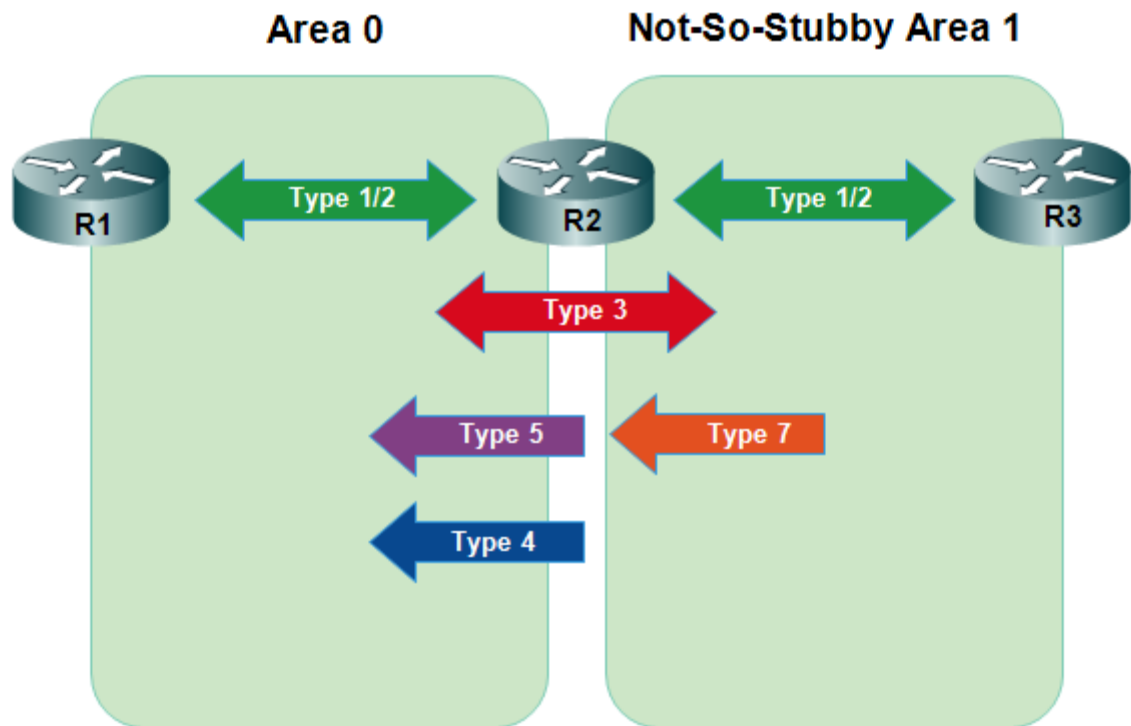 Area 0
Not-So-Stubby Area 1
R1
Type 1/2
R2
Type 1/2
R3
Type 3
Type 5
Type 7
Type 4